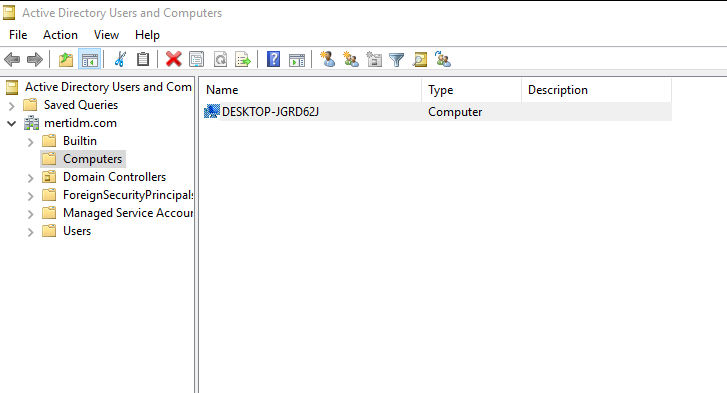 Active Directory Users and Computers
File Action View Help
Active Directory Users and Com
Saved Queries
mertidm.com
Builtin
Computers
Domain Controllers
ForeignSecurityPrincipals
Managed Service Accour
Users
Name Type Description
DESKTOP-JGRD62J Computer